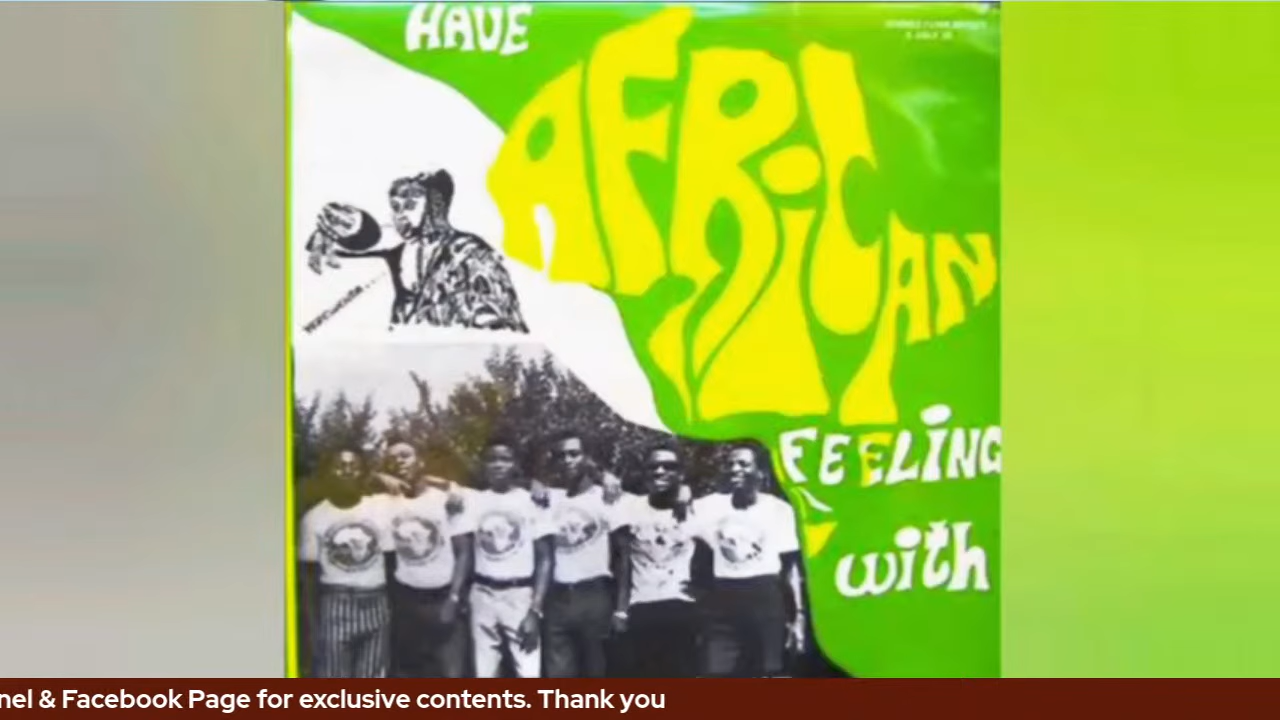 HAVE
AFRICAN
FEELING
with
nel & Facebook Page for exclusive contents. Thank you